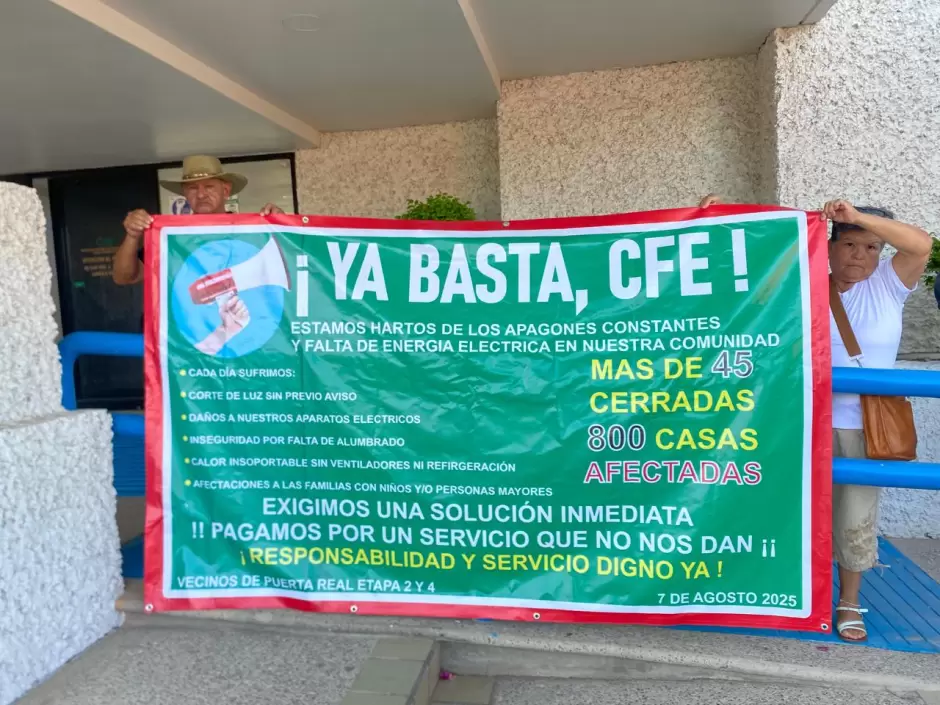 ¡ YA BASTA, CFE !
ESTAMOS HARTOS DE LOS APAGONES CONSTANTES
Y FALTA DE ENERGIA ELECTRICA EN NUESTRA COMUNIDAD
CADA DÍA SUFRIMOS:
CORTE DE LUZ SIN PREVIO AVISO
DAÑOS A NUESTROS APARATOS ELECTRICOS
INSEGURIDAD POR FALTA DE ALUMBRADO
CALOR INSOPORTABLE SIN VENTILADORES NI REFIRGERACIÓN
AFECTACIONES A LAS FAMILIAS CON NIÑOS Y/O PERSONAS MAYORES
MAS DE 45
CERRADAS
800 CASAS
AFECTADAS
EXIGIMOS UNA SOLUCIÓN INMEDIATA
!! PAGAMOS POR UN SERVICIO QUE NO NOS DAN ¡¡
¡ RESPONSABILIDAD Y SERVICIO DIGNO YA !
VECINOS DE PUERTA REAL ETAPA 2 Y 4
7 DE AGOSTO 2025